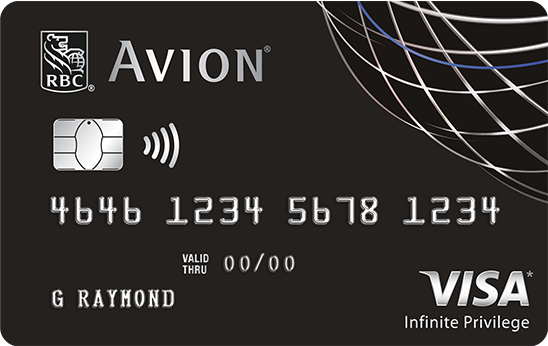 RBC® AVION®
4646 1234 5678 1234
VALID THRU 00/00
G RAYMOND
VISA*
Infinite Privilege